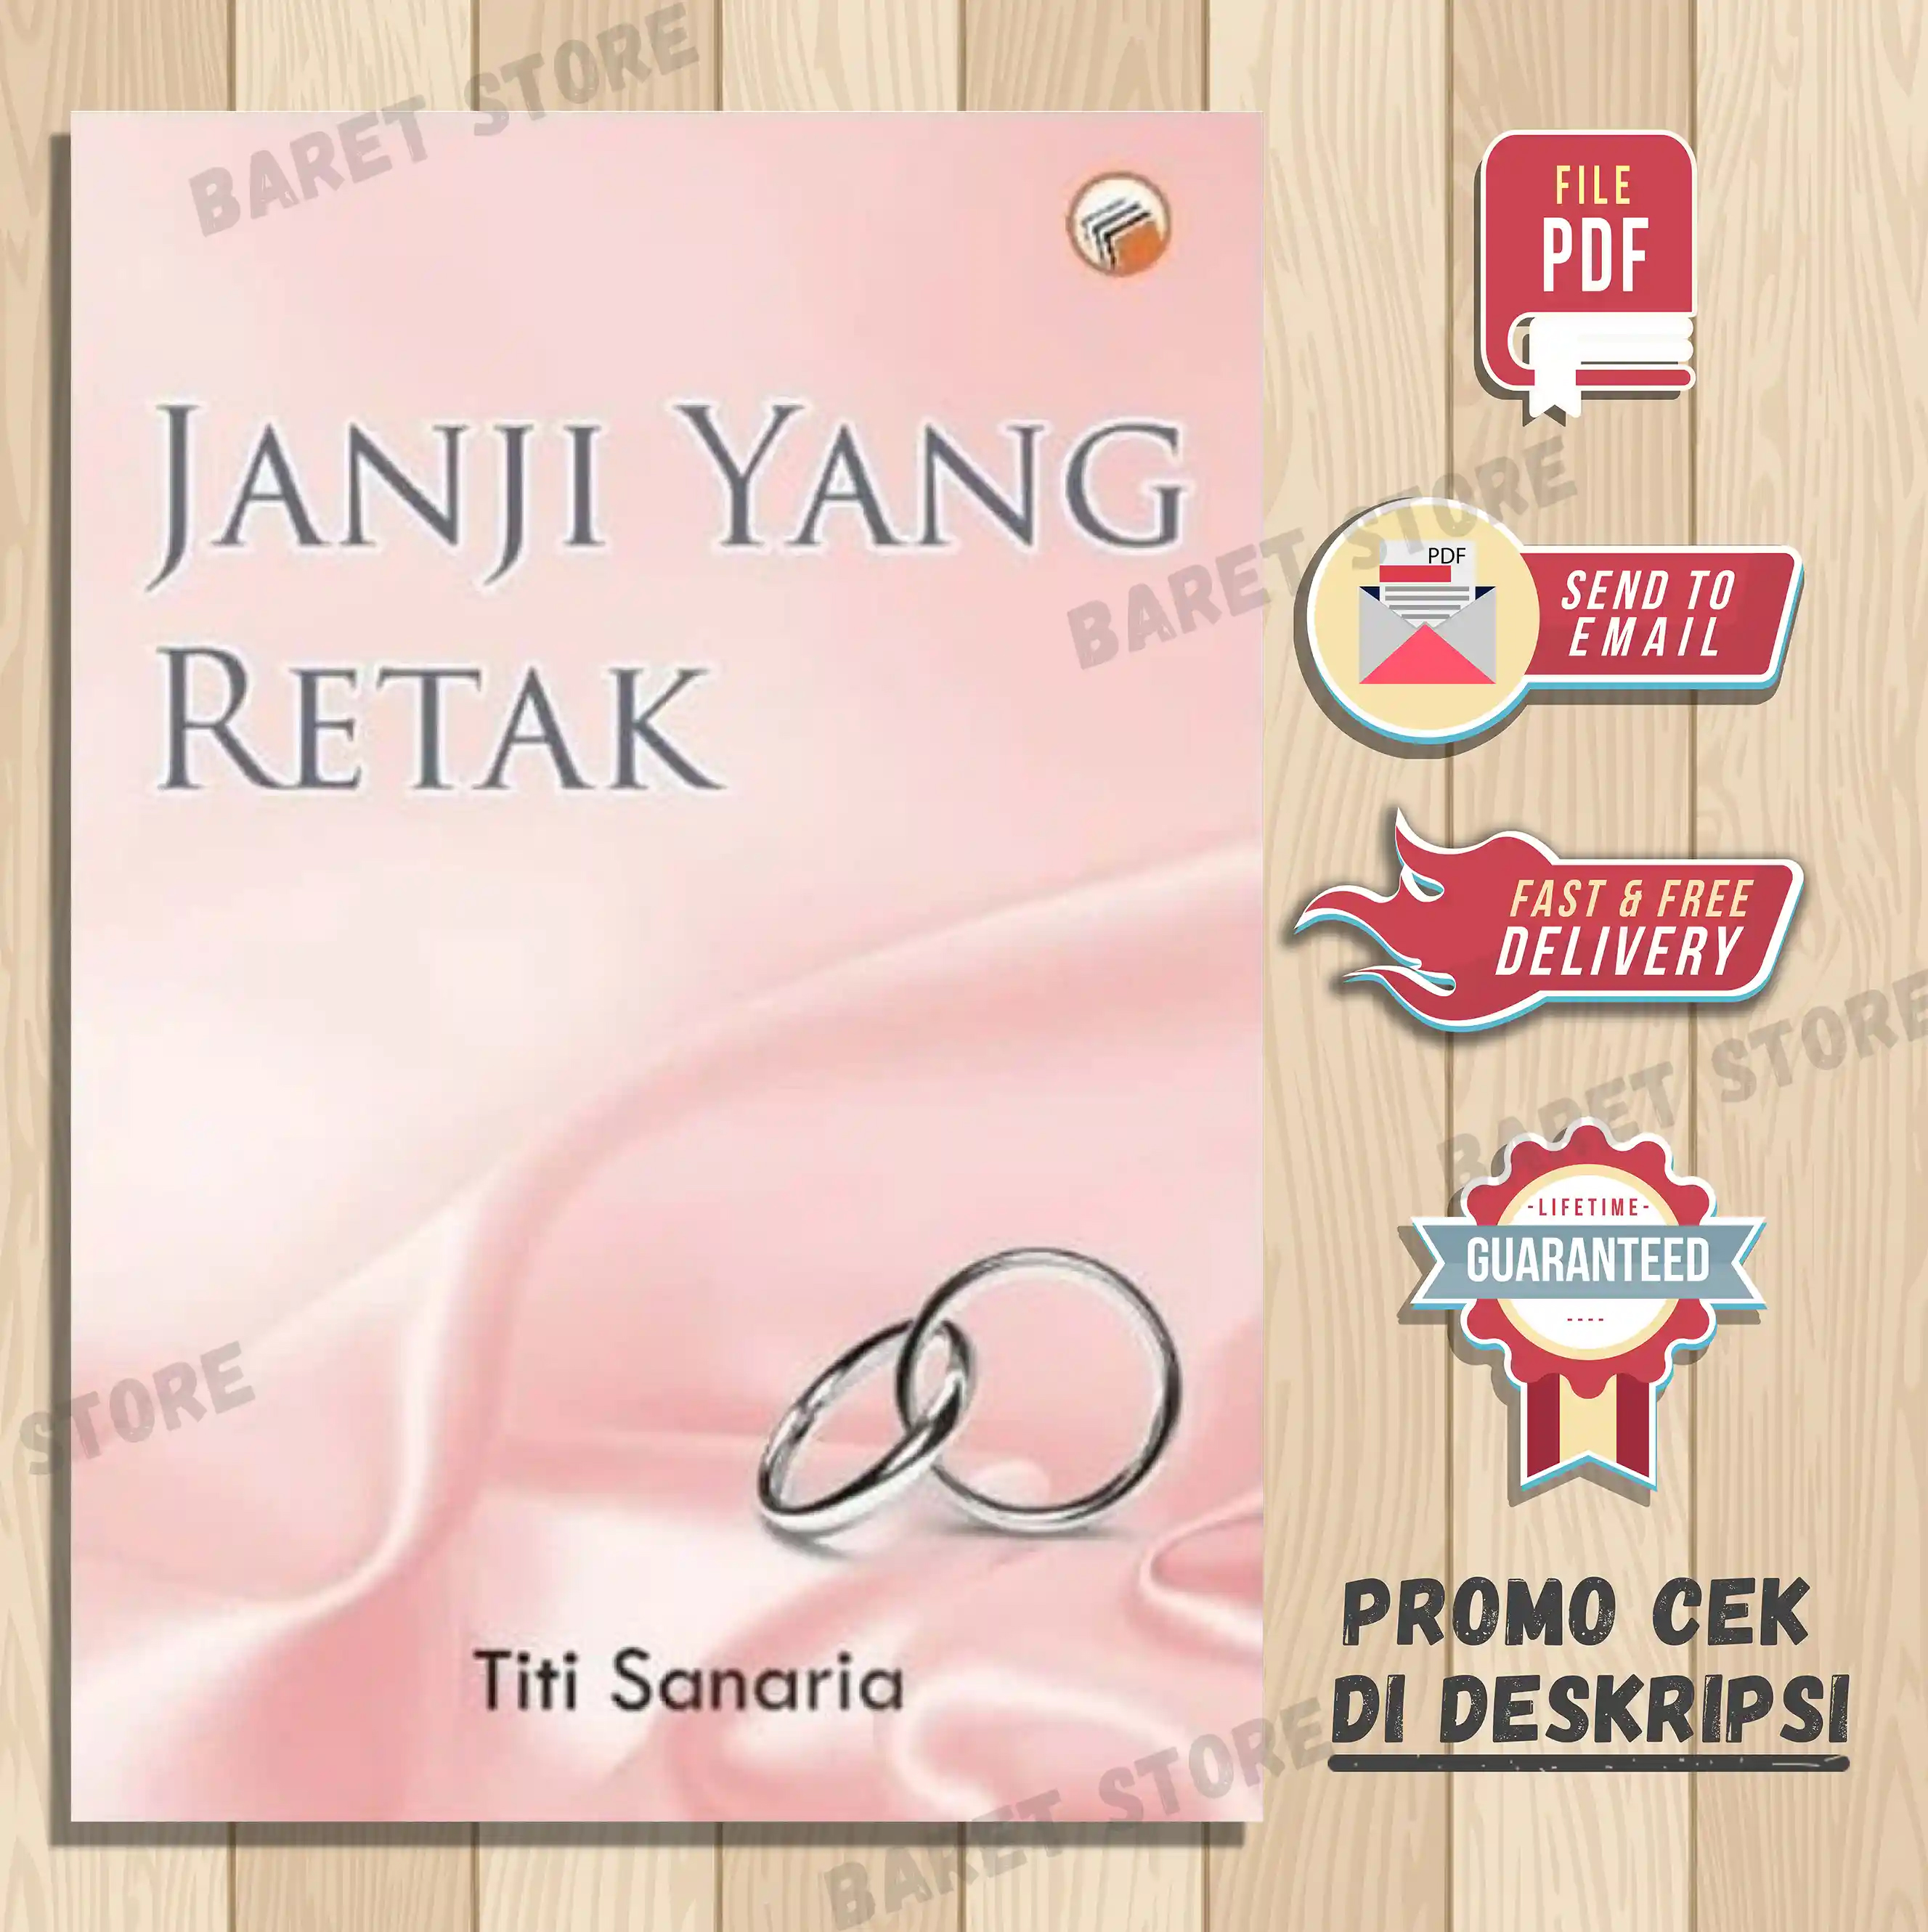 BARET STORE
JANJI YANG
RETAK
Titi Sanaria
FILE
PDF
BARET STORE
PDF
SEND TO
EMAIL
FAST & FREE
DELIVERY
BARET STORE
-LIFETIME-
GUARANTEED
STORE
PROMO CEK
DI DESKRIPSI
BARET STORE